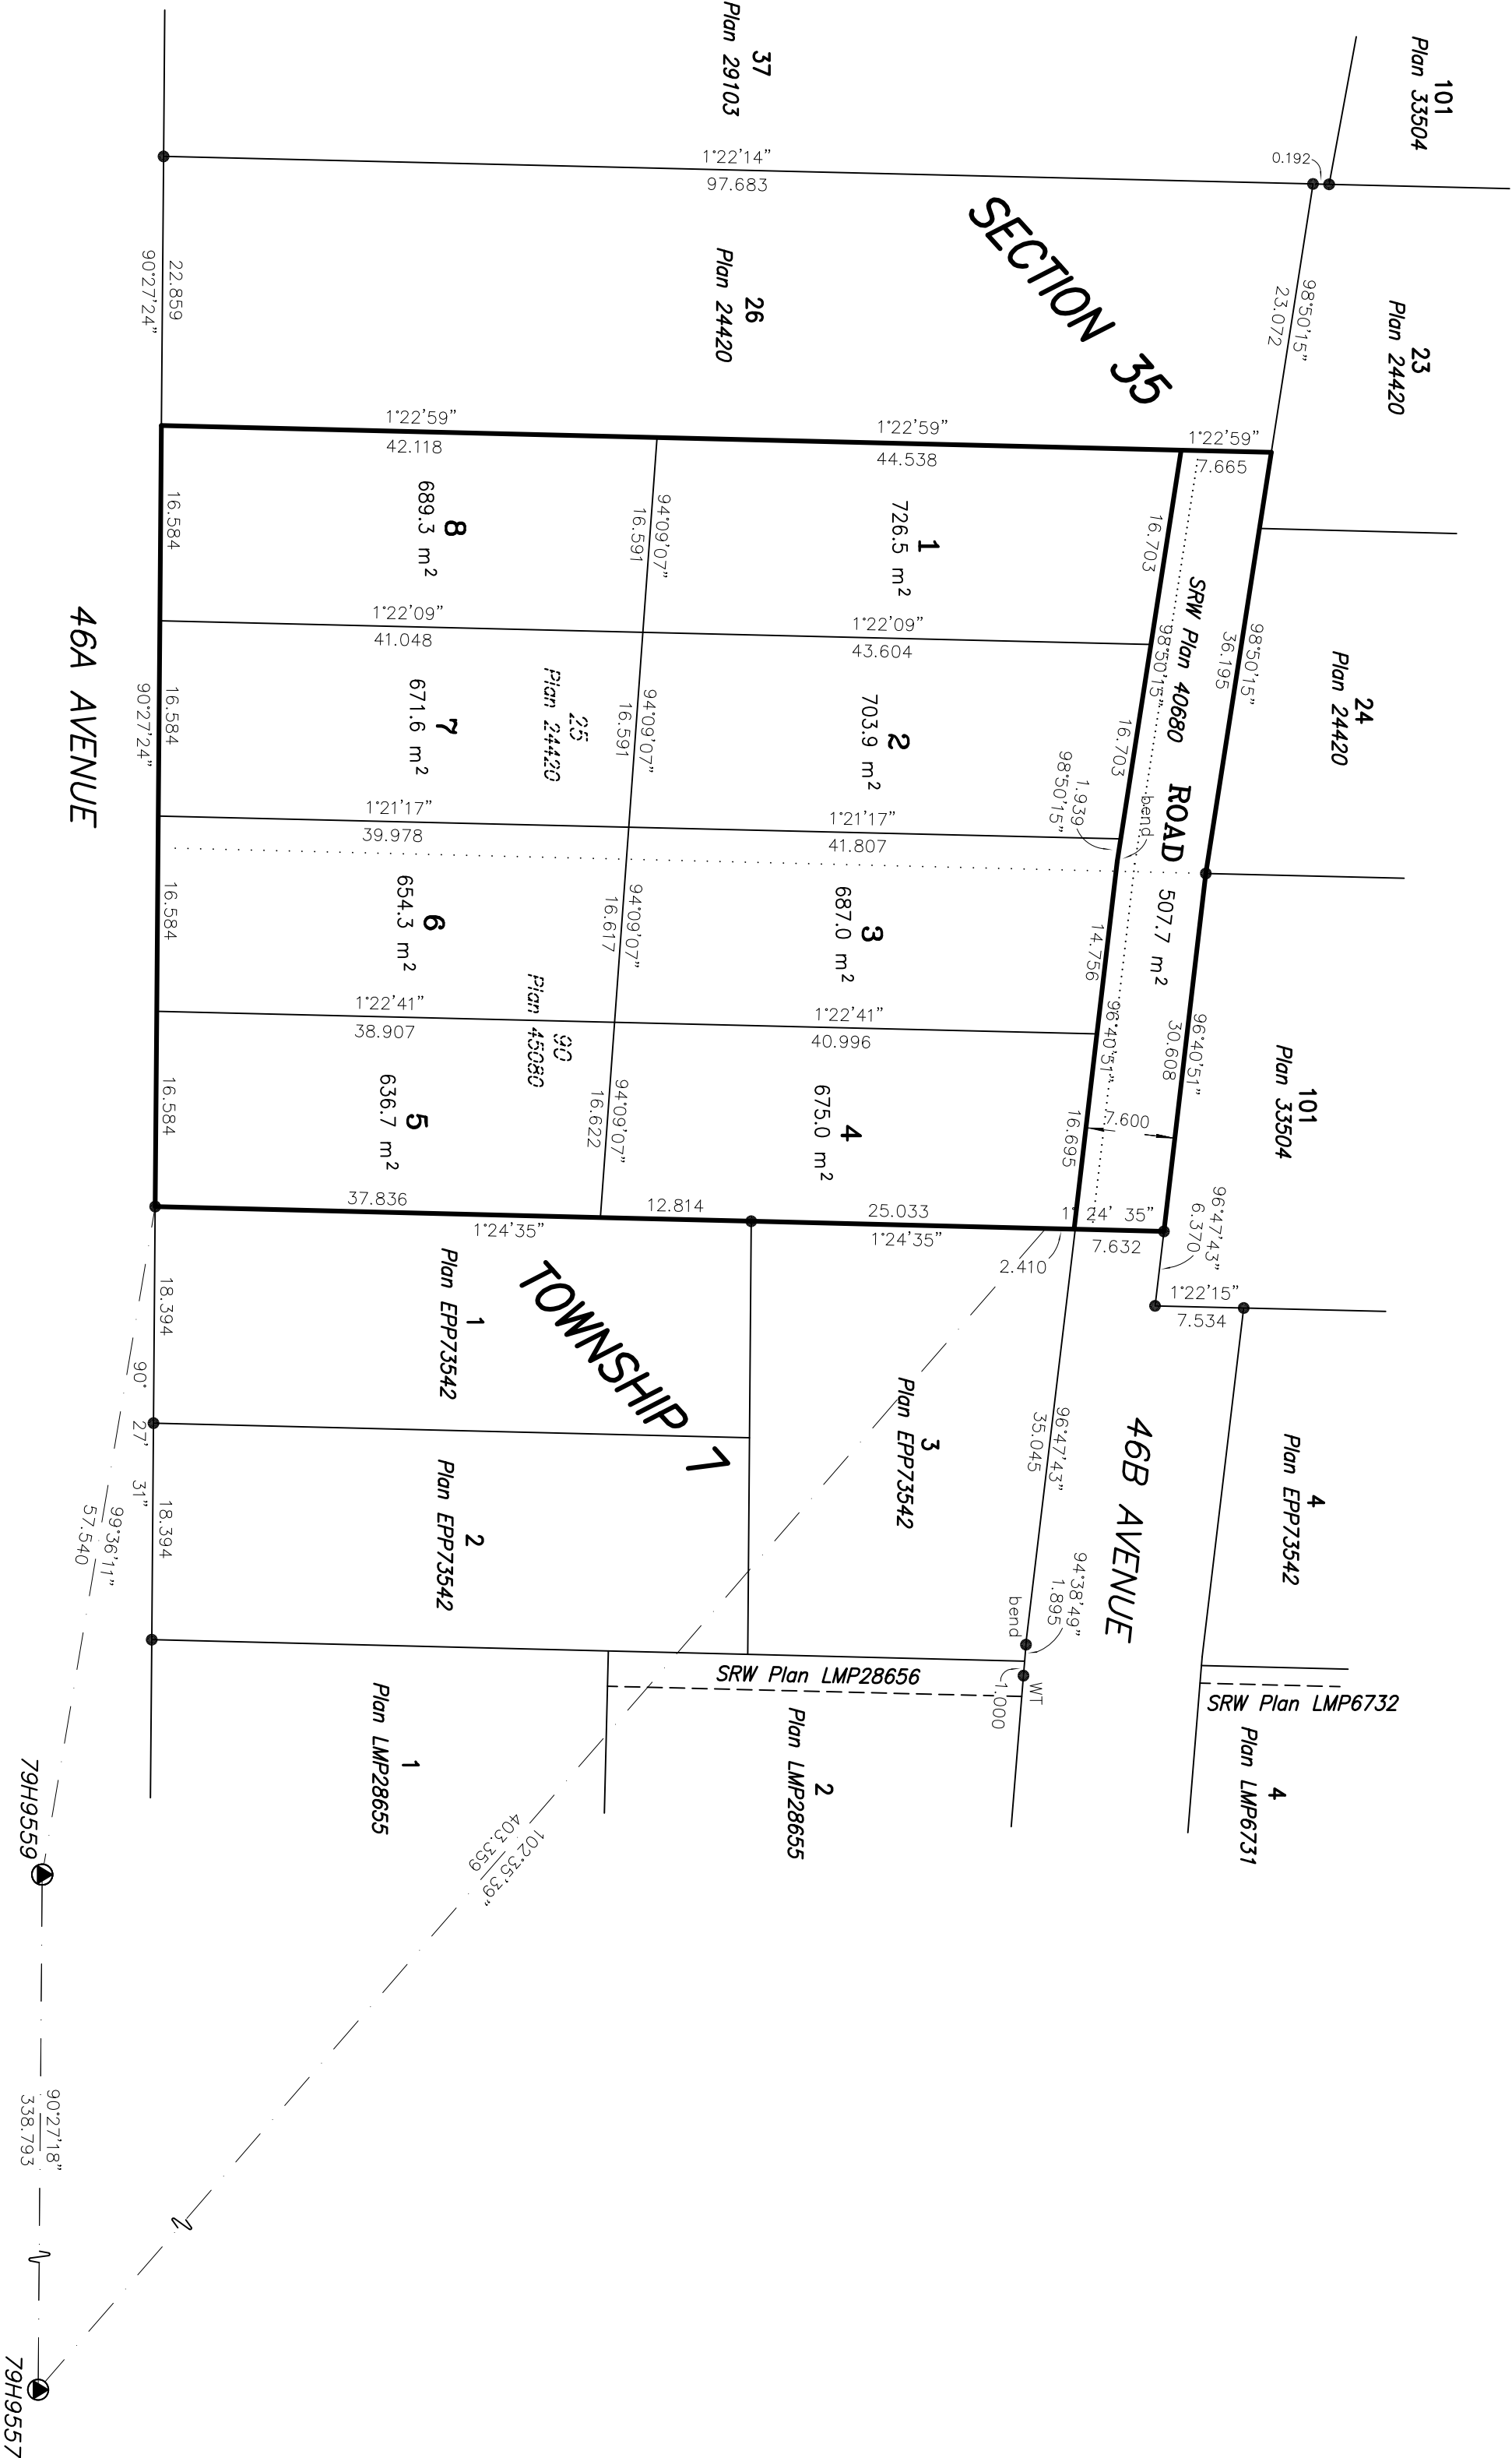 101
Plan 33504
37
Plan 29103
0.192
1°22'14"
97.683
SECTION 35
23
Plan 24420
98°50'15"
23.072
26
Plan 24420
22.859
90°27'24"
1°22'59"
42.118
1°22'59"
44.538
1°22'59"
7.665
24
Plan 24420
98°50'15"
36.195
SRW Plan 40680
ROAD
507.7 m²
98°50'15"
16.703
16.703
bend
1.939
98°50'15"
14.756
96°40'51"
16.695
7.600
96°40'51"
30.608
101
Plan 33504
1
726.5 m²
94°09'07"
16.591
8
689.3 m²
16.584
1°22'09"
41.048
1°22'09"
43.604
2
703.9 m²
94°09'07"
16.591
25
Plan 24420
7
671.6 m²
16.584
90°27'24"
46A AVENUE
1°21'17"
39.978
1°21'17"
41.807
3
687.0 m²
94°09'07"
16.617
6
654.3 m²
16.584
1°22'41"
38.907
1°22'41"
40.996
90
Plan 45080
4
675.0 m²
94°09'07"
16.622
5
636.7 m²
16.584
37.836
1°24'35"
12.814
25.033
1°24'35"
1°24'35"
7.632
2.410
96°47'43"
6.370
1°22'15"
7.534
TOWNSHIP 7
1
Plan EPP73542
18.394
90° 27' 31"
2
Plan EPP73542
18.394
3
Plan EPP73542
96°47'43"
35.045
46B AVENUE
4
Plan EPP73542
94°38'49"
1.895
bend
WT
1.000
SRW Plan LMP28656
SRW Plan LMP6732
4
Plan LMP6731
1
Plan LMP28655
2
Plan LMP28655
99°36'11"
57.540
102°35'39"
403.359
79H9559
90°27'18"
338.793
79H9557